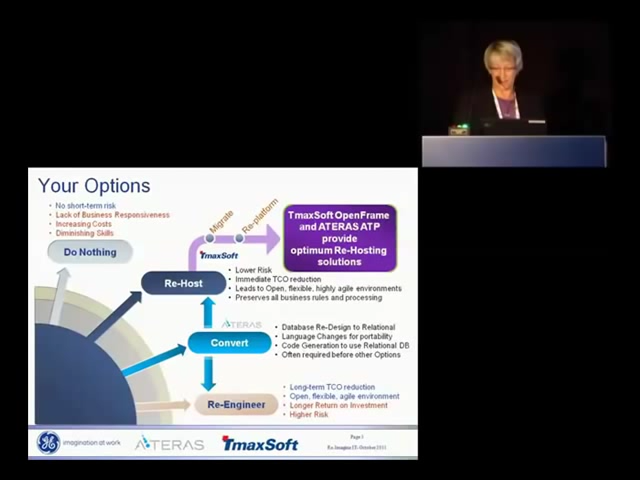 Your Options
• No short-term risk
• Lack of Business Responsiveness
• Increasing Costs
• Diminishing Skills
Do Nothing
Migrate
Re-platform
TmaxSoft
TmaxSoft OpenFrame
and ATERAS ATP
provide
optimum Re-Hosting
solutions
Re-Host
• Lower Risk
• Immediate TCO reduction
• Leads to Open, flexible, highly agile environments
• Preserves all business rules and processing
ATERAS
Convert
• Database Re-Design to Relational
• Language Changes for portability
• Code Generation to use Relational DB
• Often required before other Options
Re-Engineer
• Long-term TCO reduction
• Open, flexible, agile environment
• Longer Return on Investment
• Higher Risk
imagination at work
ATERAS
TmaxSoft
Re-Imagine IT- October 2011